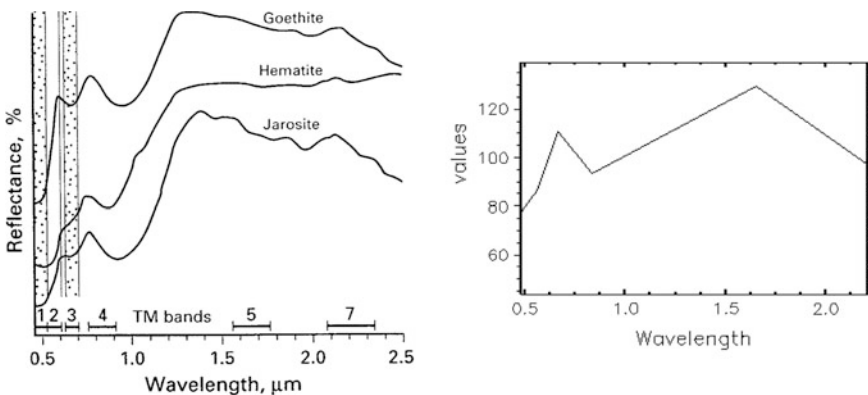 Goethite
Hematite
Jarosite
Reflectance, %
1 2 3 4 TM bands 5 7
0.5 1.0 1.5 2.0 2.5
Wavelength, μm
values
120
100
80
60
0.5 1.0 1.5 2.0
Wavelength